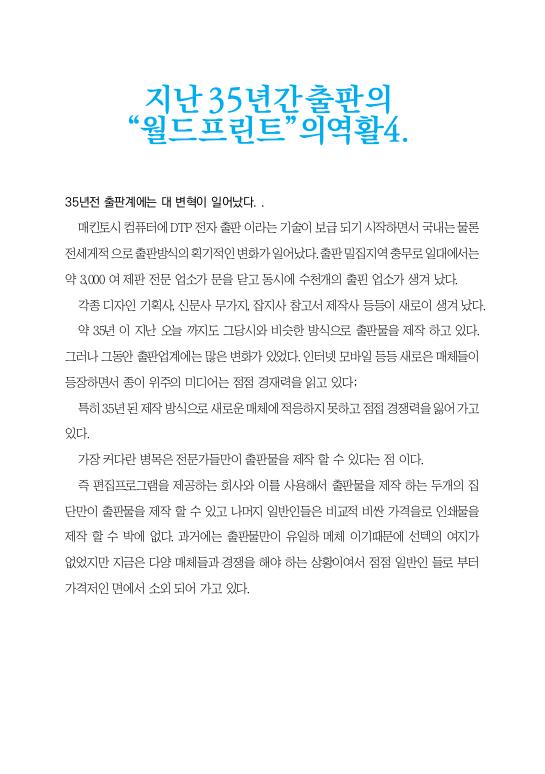 지난 35년간 출판의
“월드프린트”의역활4.
35년전 출판계에는 대 변혁이 일어났다. .
매킨토시 컴퓨터에 DTP 전자 출판 이라는 기술이 보급 되기 시작하면서 국내는 물론
전세게적 으로 출판방식의 획기적인 변화가 일어났다. 출판 밀집지역 충무로 일대에서는
약 3,000 여 제판 전문 업소가 문을 닫고 동시에 수천개의 출핀 업소가 생겨 났다.
각종 디자인 기획사, 신문사 무가지, 잡지사 참고서 제작사 등등이 새로이 생겨 났다.
약 35년 이 지난 오늘 까지도 그당시와 비슷한 방식으로 출판물을 제작 하고 있다.
그러나 그동안 출판업계에는 많은 변화가 있었다. 인터넷 모바일 등등 새로은 매체들이
등장하면서 종이 위주의 미디어는 점점 경재력을 읽고 있다;
특히 35년 된 제작 방식으로 새로운 매체에 적응하지 못하고 점접 경쟁력을 잃어 가고
있다.
가장 커다란 병목은 전문가들만이 출판물을 제작 할 수 있다는 점 이다.
즉 편집프로그램을 제공하는 회사와 이를 사용해서 출판물을 제작 하는 두개의 집
단만이 출판물을 제작 할 수 있고 나머지 일반인들은 비교적 비싼 가격을로 인쇄물을
제작 할 수 박에 없다. 과거에는 출판물만이 유일하 메체 이기때문에 선텍의 여지가
없었지만 지금은 다양 매체들과 경쟁을 해야 하는 상황이여서 점점 일반인 들로 부터
가격저인 면에서 소외 되어 가고 있다.